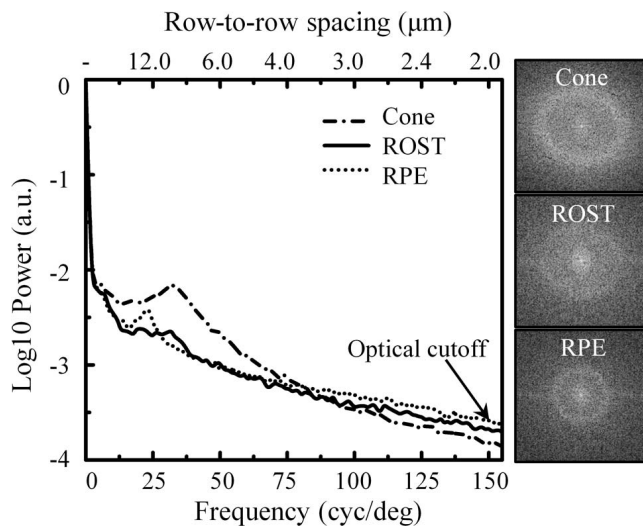 Row-to-row spacing (μm)
- 12.0 6.0 4.0 3.0 2.4 2.0
0
-1
-2
-3
-4
Log10 Power (a.u.)
Cone
ROST
RPE
Optical cutoff
0 25 50 75 100 125 150
Frequency (cyc/deg)
Cone
ROST
RPE